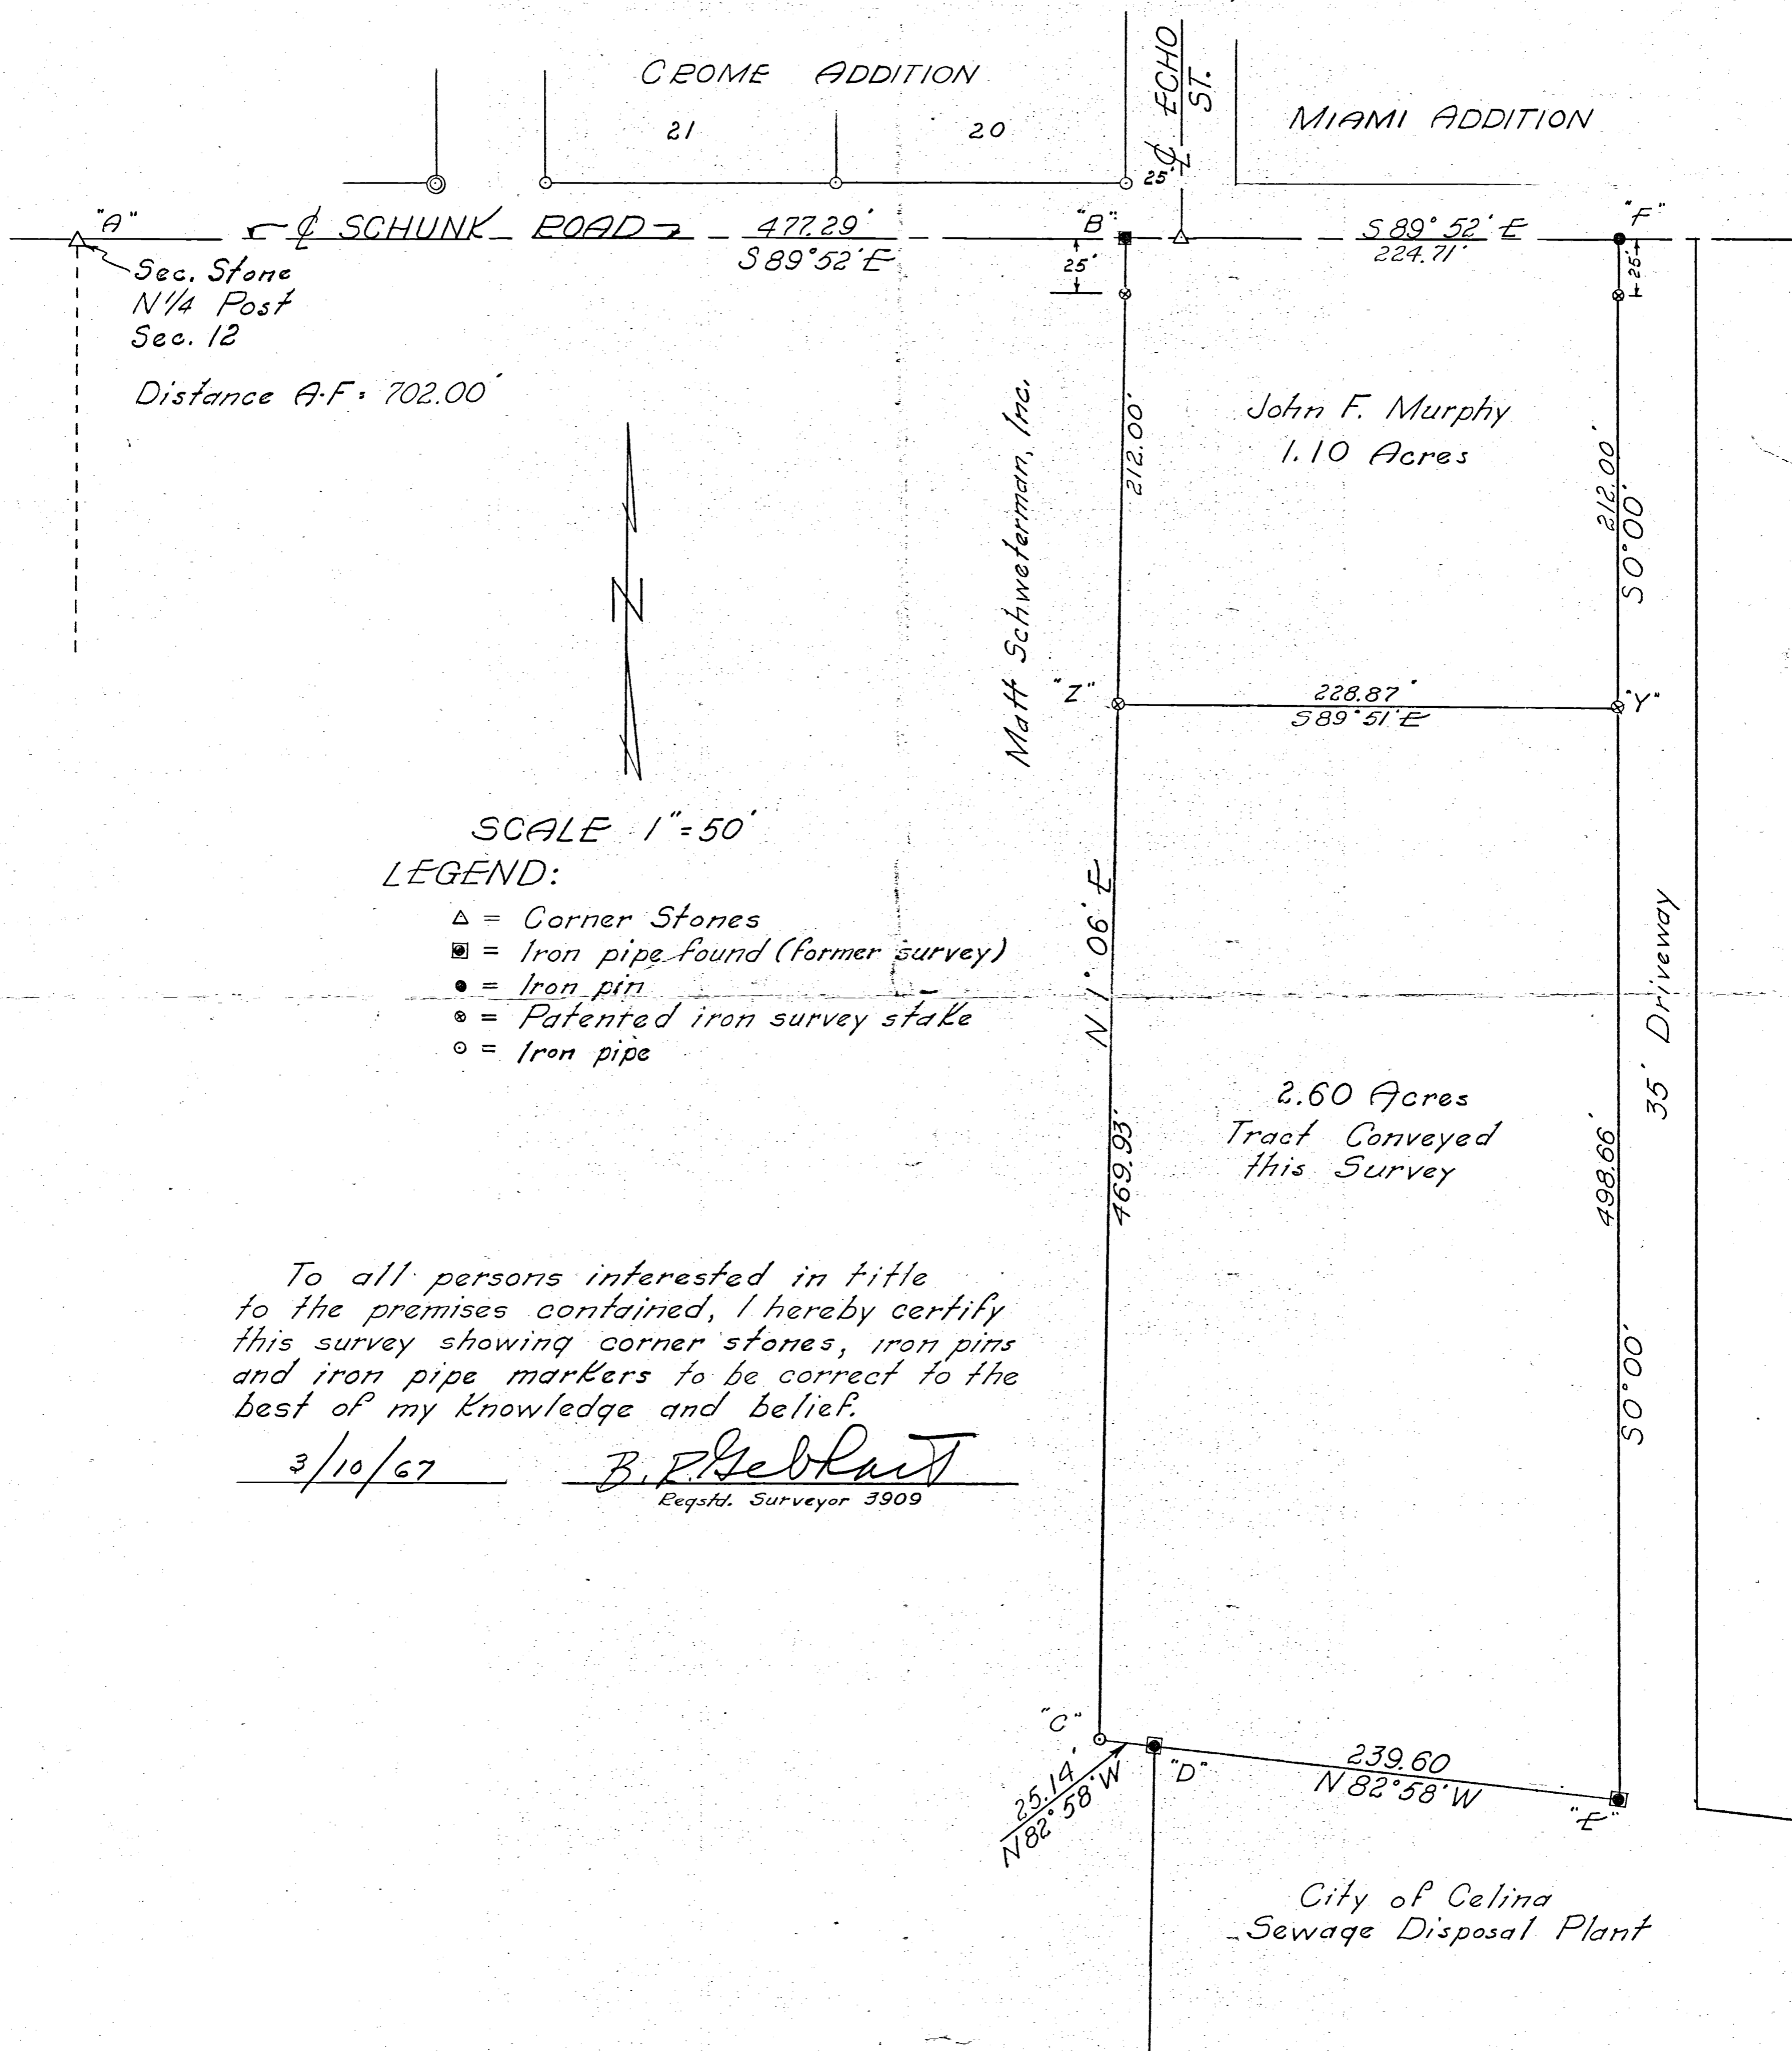 CROME ADDITION
21
20
℄ ECHO
ST.
25'
MIAMI ADDITION
"A"
℄ SCHUNK ROAD
477.29'
S 89° 52' E
"B"
25'
S 89° 52' E
224.71'
"F"
25'
Sec. Stone
N 1/4 Post
Sec. 12
Distance A-F = 702.00'
Matt Schweterman, Inc.
212.00'
John F. Murphy
1.10 Acres
212.00'
S 0° 00'
N
"Z"
228.87'
S 89° 51' E
"Y"
SCALE 1" = 50'
LEGEND:
△ = Corner Stones
= Iron pipe found (former survey)
● = Iron pin
⊗ = Patented iron survey stake
⊙ = Iron pipe
N 1° 06' E
469.93'
2.60 Acres
Tract Conveyed
this Survey
498.66'
S 0° 00'
35' Driveway
To all persons interested in title
to the premises contained, I hereby certify
this survey showing corner stones, iron pins
and iron pipe markers to be correct to the
best of my knowledge and belief.
3/10/67
B. R. Gebhart
Regstd. Surveyor 3909
"C"
25.14'
N 82° 58' W
"D"
239.60
N 82° 58' W
"E"
City of Celina
Sewage Disposal Plant